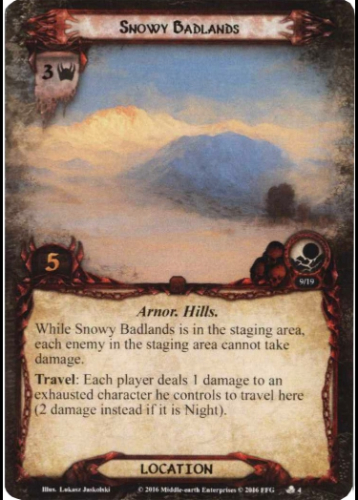 SNOWY BADLANDS
3
5
9/19
Arnor. Hills.
While Snowy Badlands is in the staging area,
each enemy in the staging area cannot take
damage.
Travel: Each player deals 1 damage to an
exhausted character he controls to travel here
(2 damage instead if it is Night).
LOCATION
Illus. Lukasz Jaskolski © 2016 Middle-earth Enterprises © 2016 FFG 4